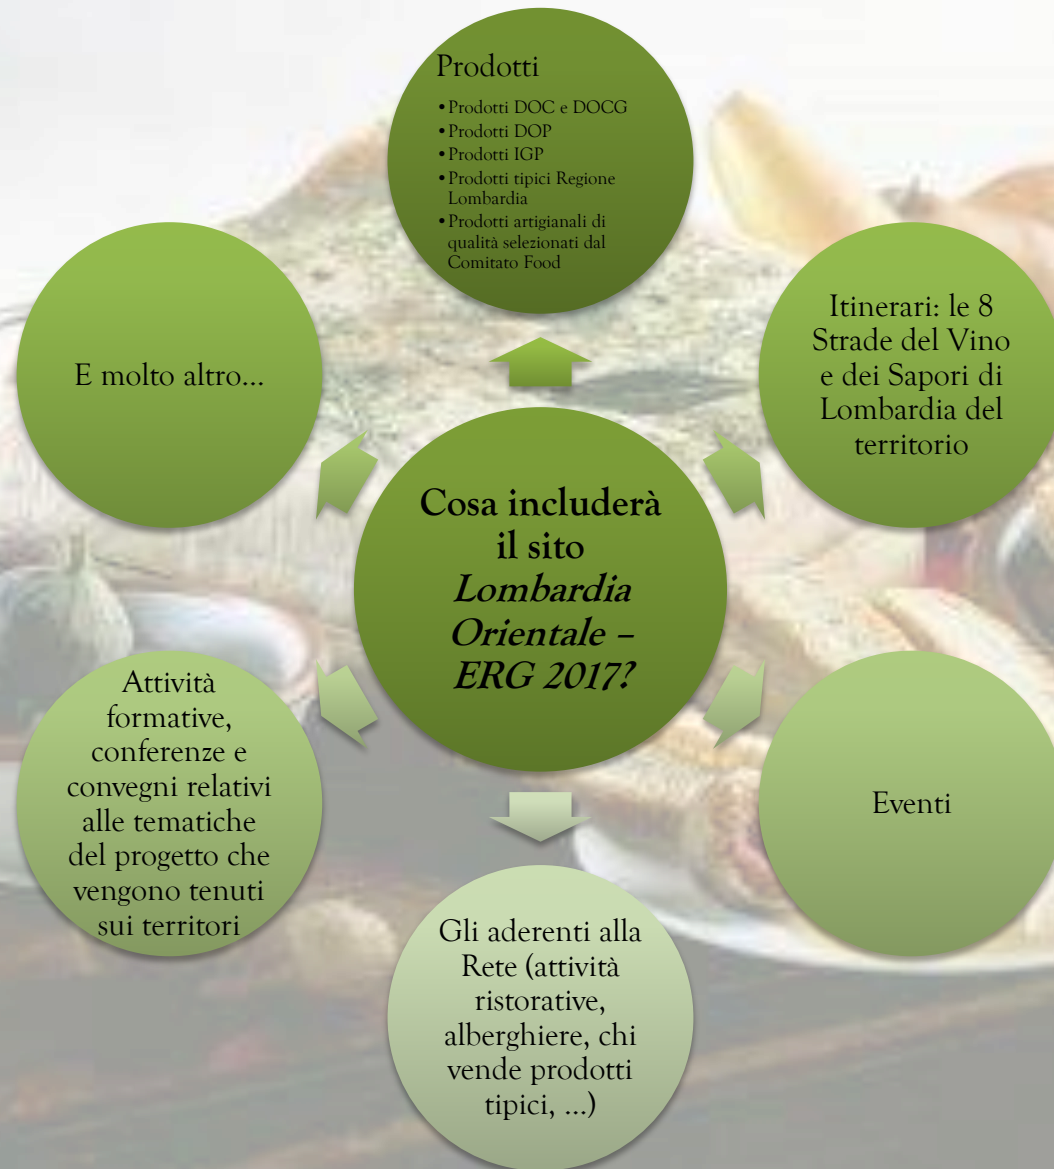 Prodotti
•Prodotti DOC e DOCG
•Prodotti DOP
•Prodotti IGP
•Prodotti tipici Regione
Lombardia
•Prodotti artigianali di
qualità selezionati dal
Comitato Food
Itinerari: le 8
Strade del Vino
e dei Sapori di
Lombardia del
territorio
E molto altro...
Cosa includerà
il sito
Lombardia
Orientale –
ERG 2017?
Eventi
Attività
formative,
conferenze e
convegni relativi
alle tematiche
del progetto che
vengono tenuti
sui territori
Gli aderenti alla
Rete (attività
ristorative,
alberghiere, chi
vende prodotti
tipici, ...)